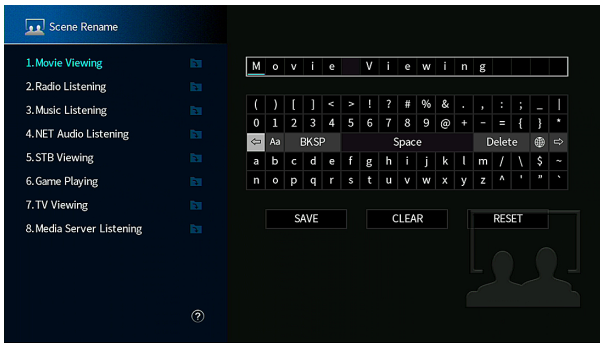 Scene Rename
1.Movie Viewing
2.Radio Listening
3.Music Listening
4.NET Audio Listening
5.STB Viewing
6.Game Playing
7.TV Viewing
8.Media Server Listening
?
Movie Viewing
( ) [ ] < > ! ? # % & . , : ; _ |
0 1 2 3 4 5 6 7 8 9 @ + - = { } *
⇦ Aa BKSP Space Delete ⇨
a b c d e f g h i j k l m / \ $ ~
n o p q r s t u v w x y z ^ ' " `
SAVE CLEAR RESET